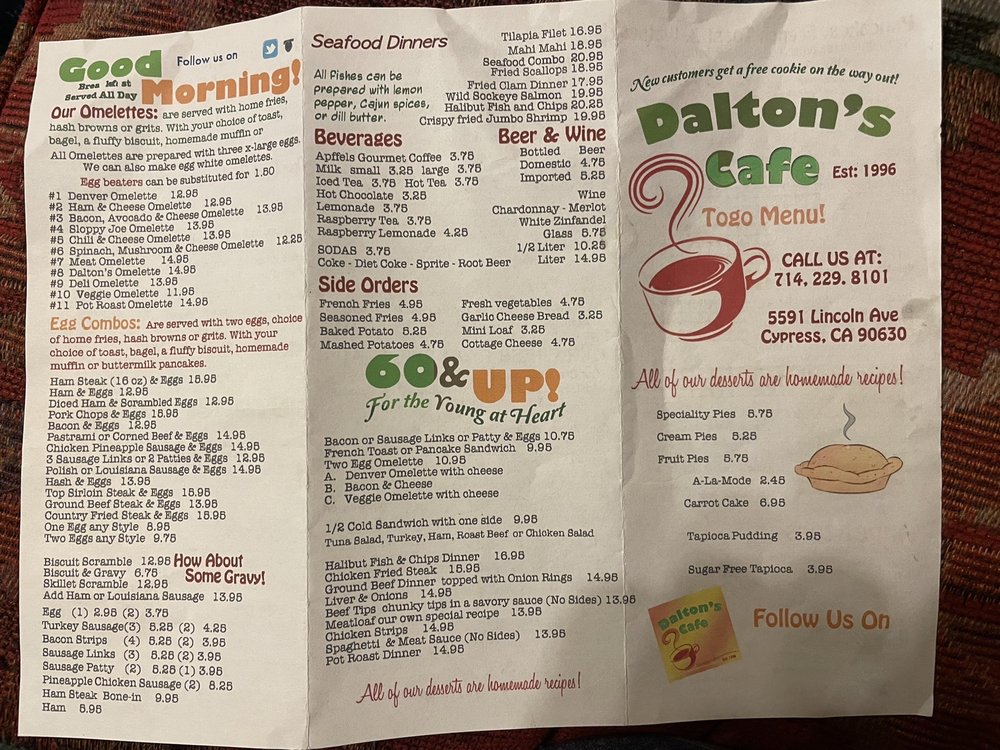 Good
Morning!
Follow us on
Brea left at
Served All Day
Our Omelettes: are served with home fries,
hash browns or grits. With your choice of toast,
bagel, a fluffy biscuit, homemade muffin or
All Omelettes are prepared with three x-large eggs.
We can also make egg white omelettes.
Egg beaters can be substituted for 1.50
#1 Denver Omelette 12.95
#2 Ham & Cheese Omelette 12.95
#3 Bacon, Avocado & Cheese Omelette 13.95
#4 Sloppy Joe Omelette 13.95
#5 Chili & Cheese Omelette 13.95
#6 Spinach, Mushroom & Cheese Omelette 12.25
#7 Meat Omelette 14.95
#8 Dalton's Omelette 14.95
#9 Deli Omelette 13.95
#10 Veggie Omelette 11.95
#11 Pot Roast Omelette 14.95
Egg Combos: Are served with two eggs, choice
of home fries, hash browns or grits. With your
choice of toast, bagel, a fluffy biscuit, homemade
muffin or buttermilk pancakes.
Ham Steak (16 oz) & Eggs 15.95
Ham & Eggs 12.95
Diced Ham & Scrambled Eggs 12.95
Pork Chops & Eggs 15.95
Bacon & Eggs 12.95
Pastrami or Corned Beef & Eggs 14.95
Chicken Pineapple Sausage & Eggs 14.95
3 Sausage Links or 2 Patties & Eggs 12.95
Polish or Louisiana Sausage & Eggs 14.95
Hash & Eggs 13.95
Top Sirloin Steak & Eggs 15.95
Ground Beef Steak & Eggs 13.95
Country Fried Steak & Eggs 15.95
One Egg any Style 8.95
Two Eggs any Style 9.75
How About
Some Gravy!
Biscuit Scramble 12.95
Biscuit & Gravy 6.75
Skillet Scramble 12.95
Add Ham or Louisiana Sausage 13.95
Egg (1) 2.95 (2) 3.75
Turkey Sausage(3) 5.25 (2) 4.25
Bacon Strips (4) 5.25 (2) 3.95
Sausage Links (3) 5.25 (2) 3.95
Sausage Patty (2) 5.25 (1) 3.95
Pineapple Chicken Sausage (2) 5.25
Ham Steak Bone-in 9.95
Ham 5.95
Seafood Dinners
All fishes can be
prepared with lemon
pepper, Cajun spices,
or dill butter.
Tilapia Filet 16.95
Mahi Mahi 18.95
Seafood Combo 20.95
Fried Scallops 18.95
Fried Clam Dinner 17.95
Wild Sockeye Salmon 19.95
Halibut Fish and Chips 20.25
Crispy fried Jumbo Shrimp 19.95
Beverages
Apffels Gourmet Coffee 3.75
Milk small 3.25 large 3.75
Iced Tea 3.75 Hot Tea 3.75
Hot Chocolate 3.25
Lemonade 3.75
Raspberry Tea 3.75
Raspberry Lemonade 4.25
SODAS 3.75
Coke - Diet Coke - Sprite - Root Beer
Beer & Wine
Bottled Beer
Domestic 4.75
Imported 5.25
Wine
Chardonnay - Merlot
White Zinfandel
Glass 5.75
1/2 Liter 10.25
Liter 14.95
Side Orders
French Fries 4.95
Seasoned Fries 4.95
Baked Potato 5.25
Mashed Potatoes 4.75
Fresh vegetables 4.75
Garlic Cheese Bread 3.25
Mini Loaf 3.25
Cottage Cheese 4.75
60 & UP!
For the Young at Heart
Bacon or Sausage Links or Patty & Eggs 10.75
French Toast or Pancake Sandwich 9.95
Two Egg Omelette 10.95
A. Denver Omelette with cheese
B. Bacon & Cheese
C. Veggie Omelette with cheese
1/2 Cold Sandwich with one side 9.95
Tuna Salad, Turkey, Ham, Roast Beef or Chicken Salad
Halibut Fish & Chips Dinner 16.95
Chicken Fried Steak 15.95
Ground Beef Dinner topped with Onion Rings 14.95
Liver & Onions 14.95
Beef Tips chunky tips in a savory sauce (No Sides) 13.95
Meatloaf our own special recipe 13.95
Chicken Strips 14.95
Spaghetti & Meat Sauce (No Sides) 13.95
Pot Roast Dinner 14.95
All of our desserts are homemade recipes!
New customers get a free cookie on the way out!
Dalton's
Cafe
Est: 1996
Togo Menu!
CALL US AT:
714, 229. 8101
5591 Lincoln Ave
Cypress, CA 90630
All of our desserts are homemade recipes!
Speciality Pies 5.75
Cream Pies 5.25
Fruit Pies 5.75
A-La-Mode 2.45
Carrot Cake 6.95
Tapioca Pudding 3.95
Sugar Free Tapioca 3.95
Dalton's
Cafe
Follow Us On